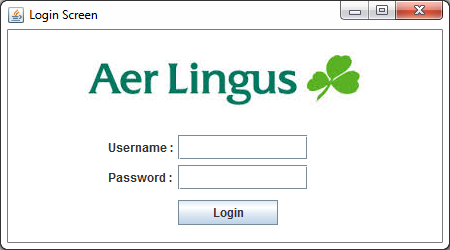 Login Screen
Aer Lingus
Username :
Password :
Login